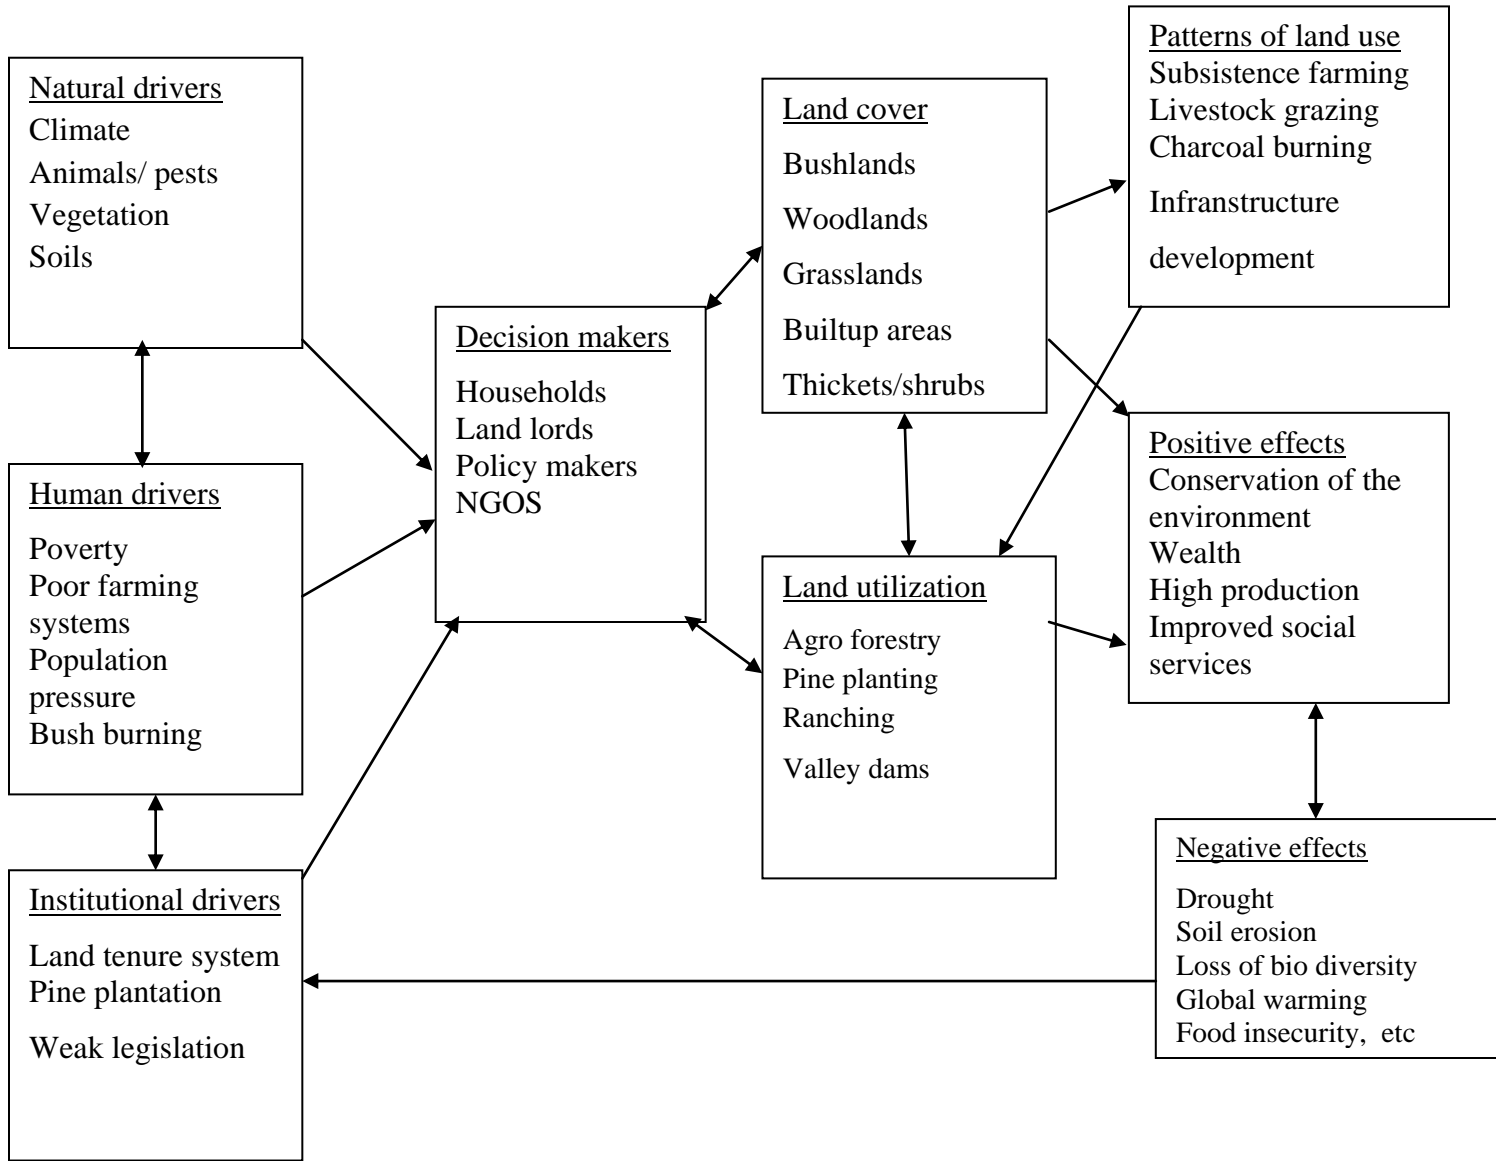 Natural drivers
Climate
Animals/ pests
Vegetation
Soils
Human drivers
Poverty
Poor farming
systems
Population
pressure
Bush burning
Institutional drivers
Land tenure system
Pine plantation
Weak legislation
Decision makers
Households
Land lords
Policy makers
NGOS
Land cover
Bushlands
Woodlands
Grasslands
Builtup areas
Thickets/shrubs
Land utilization
Agro forestry
Pine planting
Ranching
Valley dams
Patterns of land use
Subsistence farming
Livestock grazing
Charcoal burning
Infranstructure
development
Positive effects
Conservation of the
environment
Wealth
High production
Improved social
services
Negative effects
Drought
Soil erosion
Loss of bio diversity
Global warming
Food insecurity,  etc